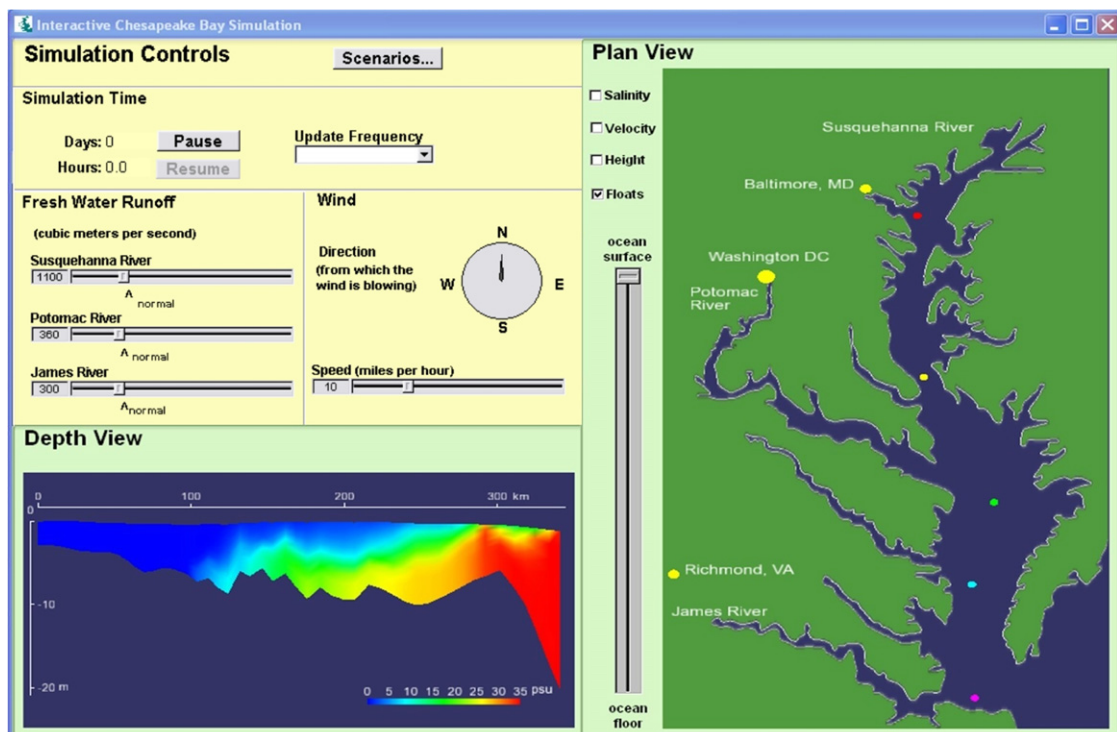 Interactive Chesapeake Bay Simulation
Simulation Controls
Scenarios...
Simulation Time
Days: 0
Pause
Hours: 0.0
Resume
Update Frequency
Fresh Water Runoff
(cubic meters per second)
Susquehanna River
1100
^ normal
Potomac River
360
^ normal
James River
300
^ normal
Wind
Direction
(from which the
wind is blowing)
N
W
E
S
Speed (miles per hour)
10
Depth View
0 100 200 300 km
0
-10
-20 m
0 5 10 15 20 25 30 35 psu
Plan View
Salinity
Velocity
Height
Floats
ocean
surface
ocean
floor
Susquehanna River
Baltimore, MD
Washington DC
Potomac
River
Richmond, VA
James River